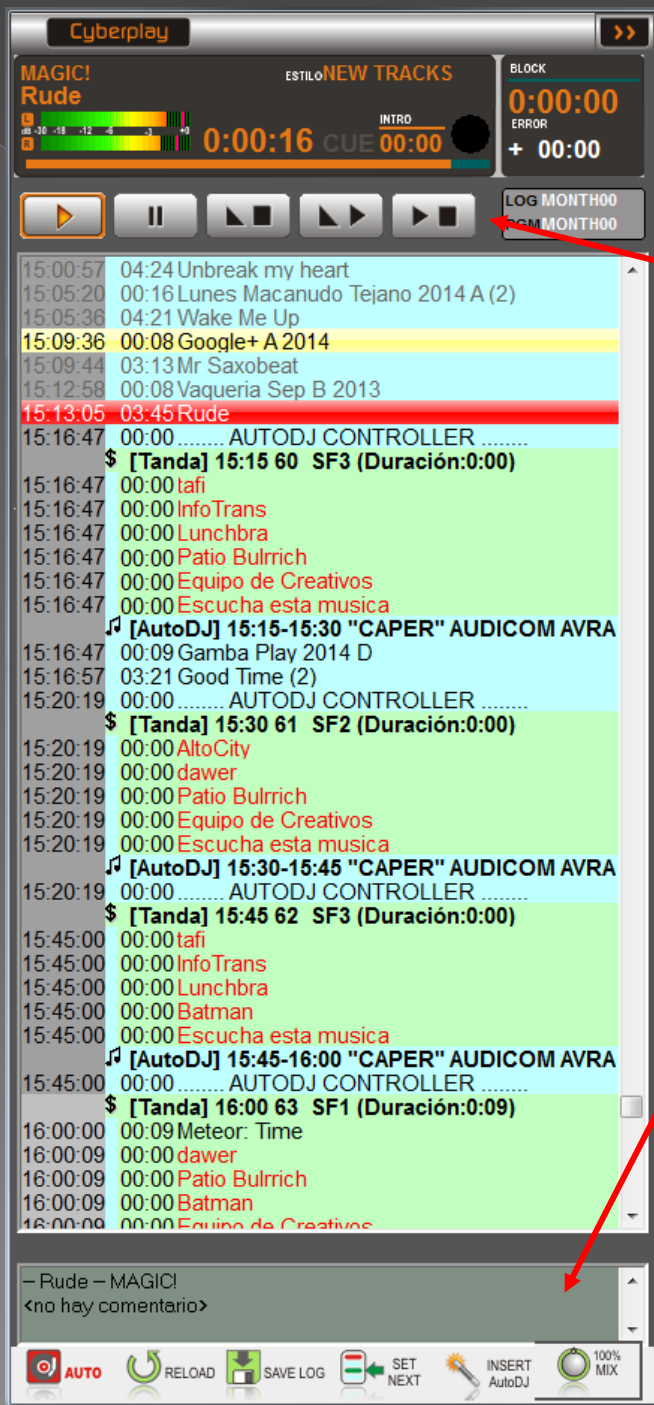 Cyberplay >>
MAGIC! ESTILO NEW TRACKS
Rude
L
dB -30 -18 -12 -6 -3 +0
R
0:00:16 CUE INTRO 00:00
BLOCK
0:00:00
ERROR
+ 00:00
LOG MONTH00
PGM MONTH00
15:00:57 04:24 Unbreak my heart
15:05:20 00:16 Lunes Macanudo Tejano 2014 A (2)
15:05:36 04:21 Wake Me Up
15:09:36 00:08 Google+ A 2014
15:09:44 03:13 Mr Saxobeat
15:12:58 00:08 Vaqueria Sep B 2013
15:13:05 03:45 Rude
15:16:47 00:00 ........ AUTODJ CONTROLLER ........
$ [Tanda] 15:15 60 SF3 (Duración:0:00)
15:16:47 00:00 tafi
15:16:47 00:00 InfoTrans
15:16:47 00:00 Lunchbra
15:16:47 00:00 Patio Bulrrich
15:16:47 00:00 Equipo de Creativos
15:16:47 00:00 Escucha esta musica
[AutoDJ] 15:15-15:30 "CAPER" AUDICOM AVRA
15:16:47 00:09 Gamba Play 2014 D
15:16:57 03:21 Good Time (2)
15:20:19 00:00 ........ AUTODJ CONTROLLER ........
$ [Tanda] 15:30 61 SF2 (Duración:0:00)
15:20:19 00:00 AltoCity
15:20:19 00:00 dawer
15:20:19 00:00 Patio Bulrrich
15:20:19 00:00 Equipo de Creativos
15:20:19 00:00 Escucha esta musica
[AutoDJ] 15:30-15:45 "CAPER" AUDICOM AVRA
15:20:19 00:00 ........ AUTODJ CONTROLLER ........
$ [Tanda] 15:45 62 SF3 (Duración:0:00)
15:45:00 00:00 tafi
15:45:00 00:00 InfoTrans
15:45:00 00:00 Lunchbra
15:45:00 00:00 Batman
15:45:00 00:00 Escucha esta musica
[AutoDJ] 15:45-16:00 "CAPER" AUDICOM AVRA
15:45:00 00:00 ........ AUTODJ CONTROLLER ........
$ [Tanda] 16:00 63 SF1 (Duración:0:09)
16:00:00 00:09 Meteor: Time
16:00:09 00:00 dawer
16:00:09 00:00 Patio Bulrrich
16:00:09 00:00 Batman
16:00:09 00:00 Equipo de Creativos
– Rude – MAGIC!
<no hay comentario>
AUTO RELOAD SAVE LOG SET NEXT INSERT AutoDJ 100% MIX